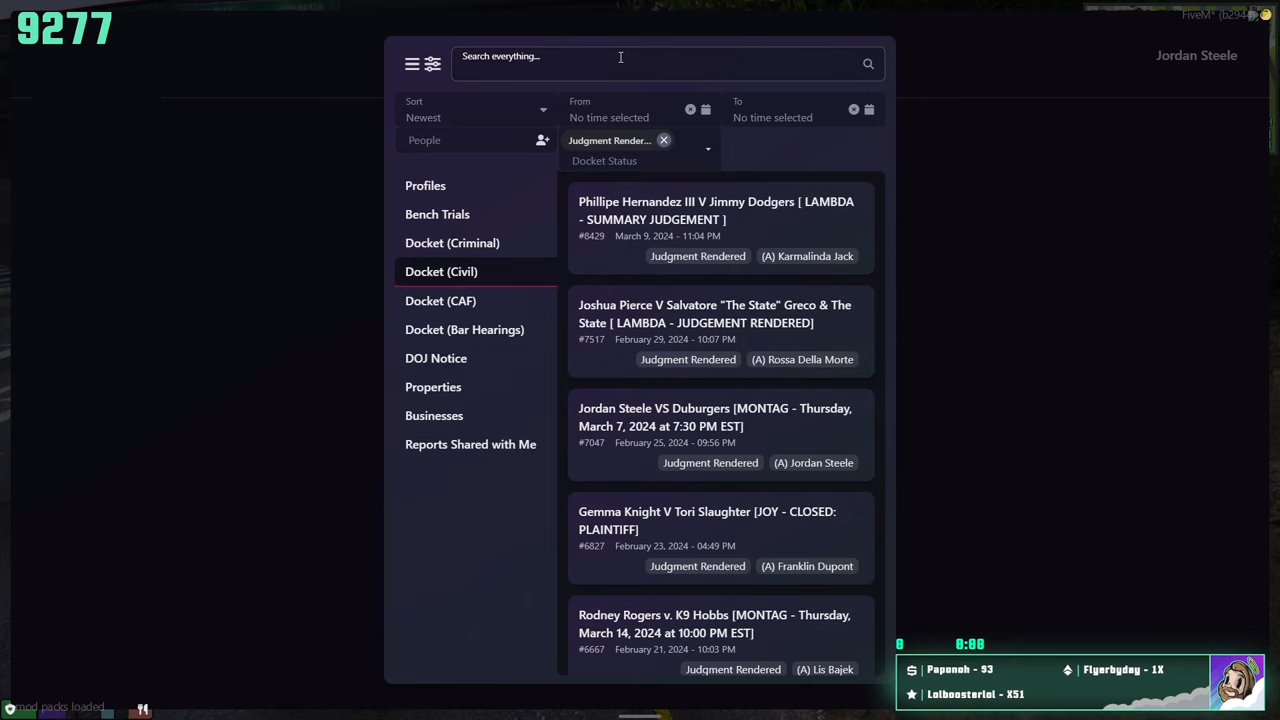 9277
FiveM* (b2944
Jordan Steele
Search everything...
Sort
Newest
From
No time selected
To
No time selected
People
Judgment Render...
Docket Status
Profiles
Bench Trials
Docket (Criminal)
Docket (Civil)
Docket (CAF)
Docket (Bar Hearings)
DOJ Notice
Properties
Businesses
Reports Shared with Me
Phillipe Hernandez III V Jimmy Dodgers [ LAMBDA
- SUMMARY JUDGEMENT ]
#8429 March 9, 2024 - 11:04 PM
Judgment Rendered (A) Karmalinda Jack
Joshua Pierce V Salvatore "The State" Greco & The
State [ LAMBDA - JUDGEMENT RENDERED]
#7517 February 29, 2024 - 10:07 PM
Judgment Rendered (A) Rossa Della Morte
Jordan Steele VS Duburgers [MONTAG - Thursday,
March 7, 2024 at 7:30 PM EST]
#7047 February 25, 2024 - 09:56 PM
Judgment Rendered (A) Jordan Steele
Gemma Knight V Tori Slaughter [JOY - CLOSED:
PLAINTIFF]
#6827 February 23, 2024 - 04:49 PM
Judgment Rendered (A) Franklin Dupont
Rodney Rogers v. K9 Hobbs [MONTAG - Thursday,
March 14, 2024 at 10:00 PM EST]
#6667 February 21, 2024 - 10:03 PM
Judgment Rendered (A) Lis Bajek
0 0:00
Paponoh - $3
Flyerbyday - 1X
Lolboosterlol - X51
mod packs loaded